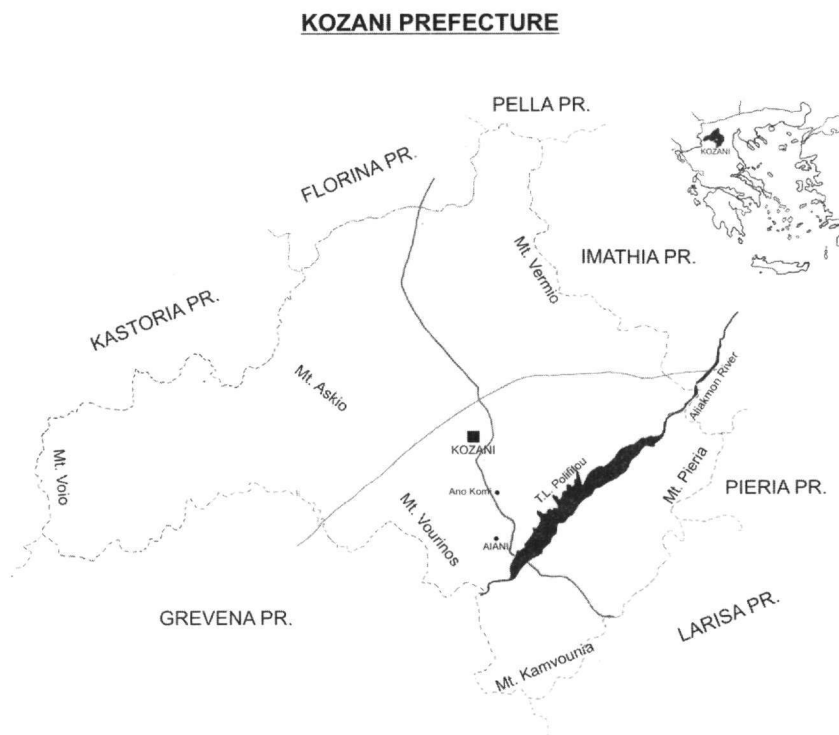 KOZANI PREFECTURE
PELLA PR.
KOZANI
FLORINA PR.
Mt. Vermio
IMATHIA PR.
KASTORIA PR.
Mt. Askio
Aliakmon River
KOZANI
Mt. Voio
T.L. Polifitou
Mt. Pieria
PIERIA PR.
Ano Komi
Mt. Vourinos
AIANI
GREVENA PR.
LARISA PR.
Mt. Kamvounia